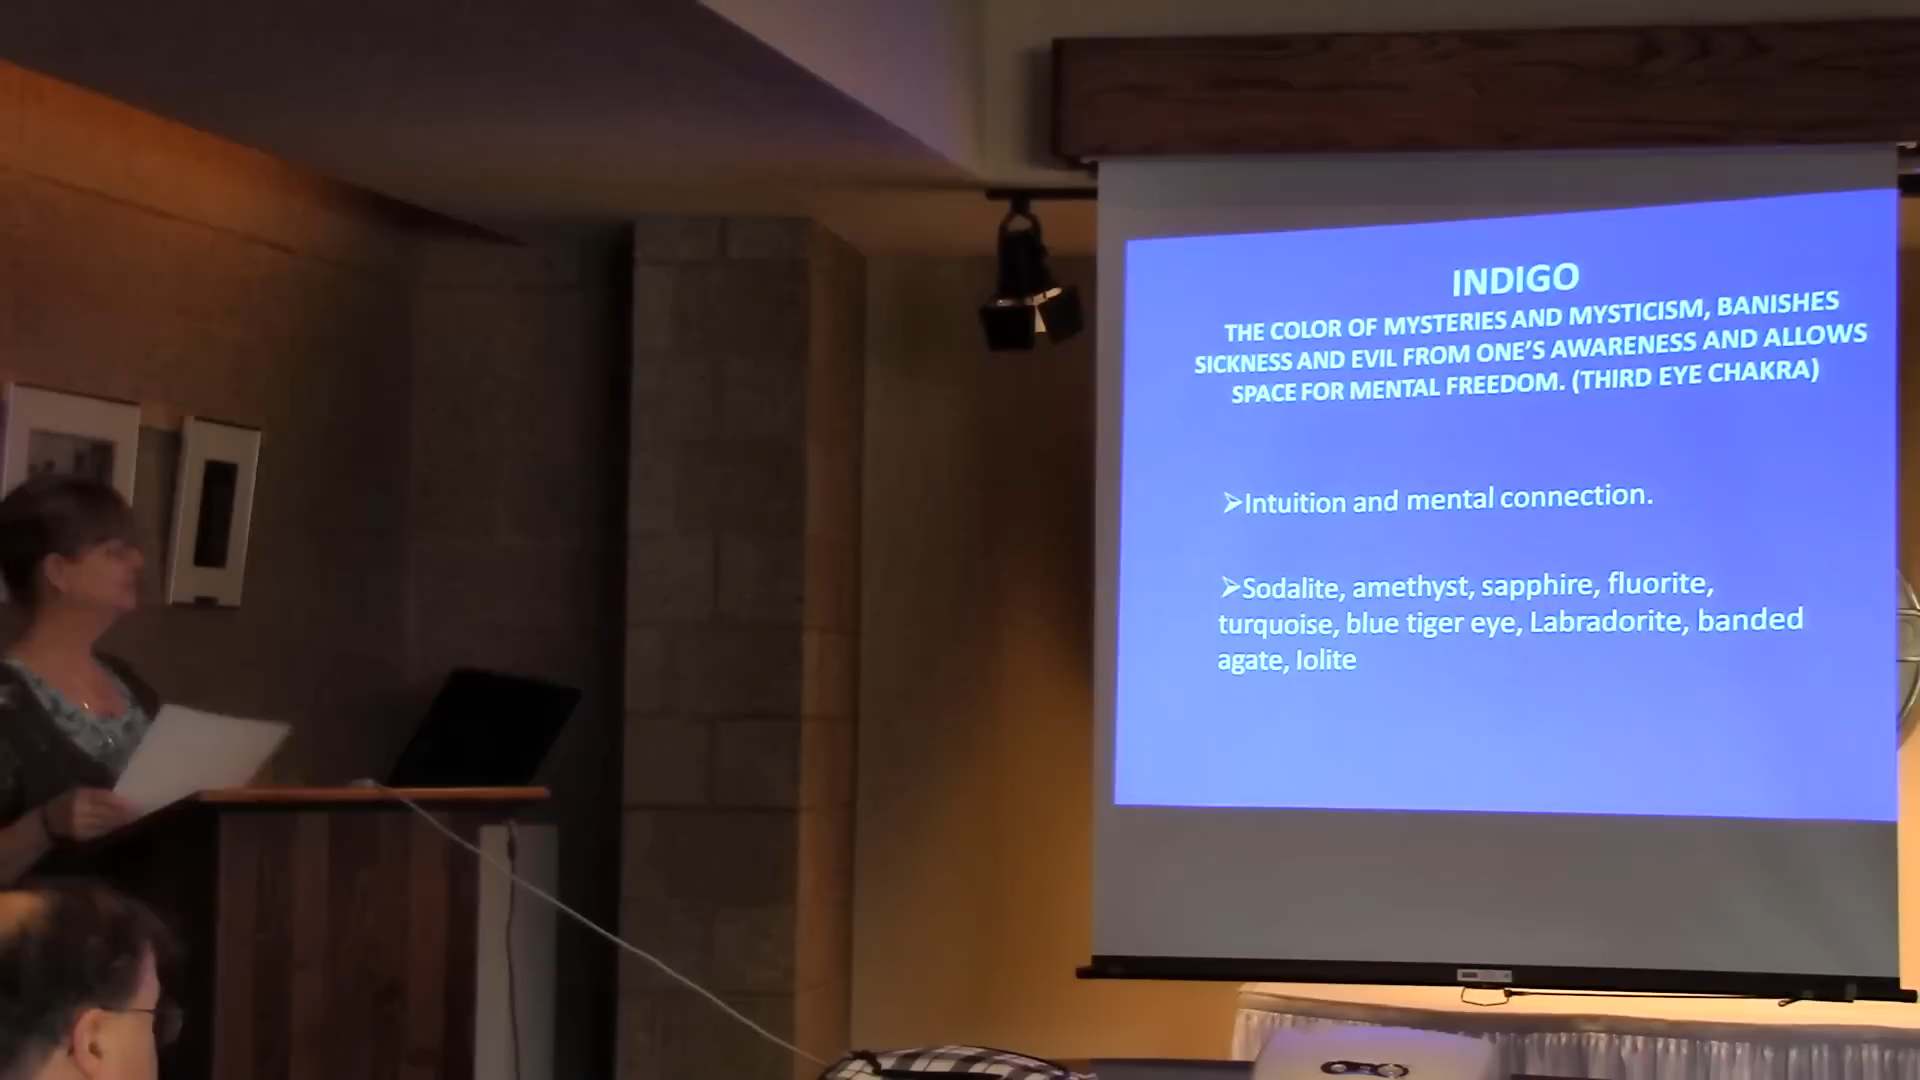 INDIGO
THE COLOR OF MYSTERIES AND MYSTICISM, BANISHES
SICKNESS AND EVIL FROM ONE'S AWARENESS AND ALLOWS
SPACE FOR MENTAL FREEDOM. (THIRD EYE CHAKRA)
➢Intuition and mental connection.
➢Sodalite, amethyst, sapphire, fluorite,
turquoise, blue tiger eye, Labradorite, banded
agate, Iolite